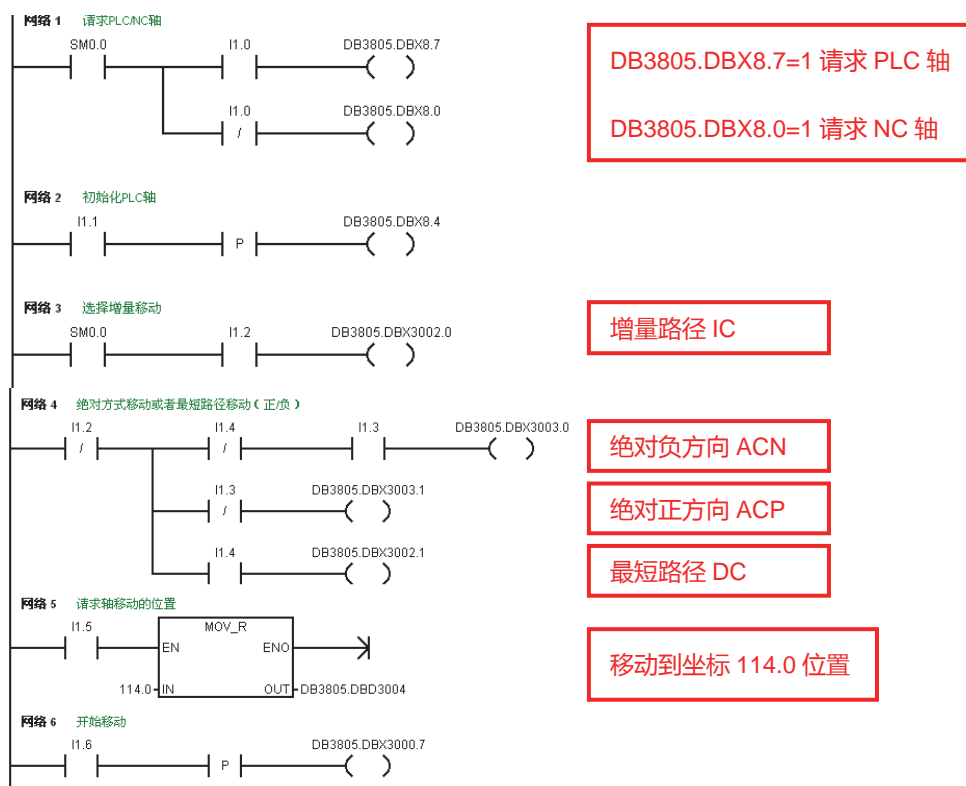 网络 1 请求PLC/NC轴
SM0.0 I1.0 DB3805.DBX8.7
I1.0 DB3805.DBX8.0
/
DB3805.DBX8.7=1 请求 PLC 轴
DB3805.DBX8.0=1 请求 NC 轴
网络 2 初始化PLC轴
I1.1 DB3805.DBX8.4
P
网络 3 选择增量移动
SM0.0 I1.2 DB3805.DBX3002.0
增量路径 IC
网络 4 绝对方式移动或者最短路径移动(正/负)
I1.2 I1.4 I1.3 DB3805.DBX3003.0
/ /
绝对负方向 ACN
I1.3 DB3805.DBX3003.1
/
绝对正方向 ACP
I1.4 DB3805.DBX3002.1
最短路径 DC
网络 5 请求轴移动的位置
I1.5 MOV_R
EN ENO
114.0 IN OUT DB3805.DBD3004
移动到坐标 114.0 位置
网络 6 开始移动
I1.6 DB3805.DBX3000.7
P